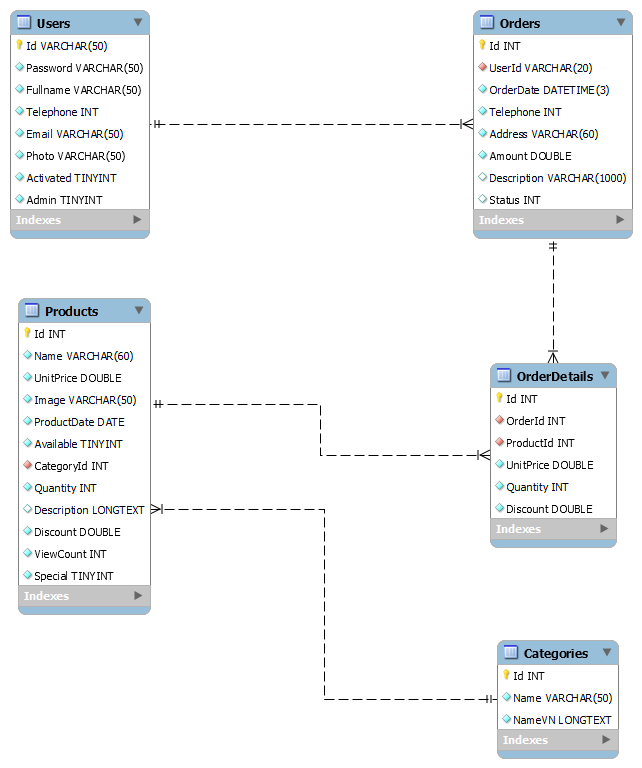 Users
Id VARCHAR(50)
Password VARCHAR(50)
Fullname VARCHAR(50)
Telephone INT
Email VARCHAR(50)
Photo VARCHAR(50)
Activated TINYINT
Admin TINYINT
Indexes
Orders
Id INT
UserId VARCHAR(20)
OrderDate DATETIME(3)
Telephone INT
Address VARCHAR(60)
Amount DOUBLE
Description VARCHAR(1000)
Status INT
Indexes
Products
Id INT
Name VARCHAR(60)
UnitPrice DOUBLE
Image VARCHAR(50)
ProductDate DATE
Available TINYINT
CategoryId INT
Quantity INT
Description LONGTEXT
Discount DOUBLE
ViewCount INT
Special TINYINT
Indexes
OrderDetails
Id INT
OrderId INT
ProductId INT
UnitPrice DOUBLE
Quantity INT
Discount DOUBLE
Indexes
Categories
Id INT
Name VARCHAR(50)
NameVN LONGTEXT
Indexes